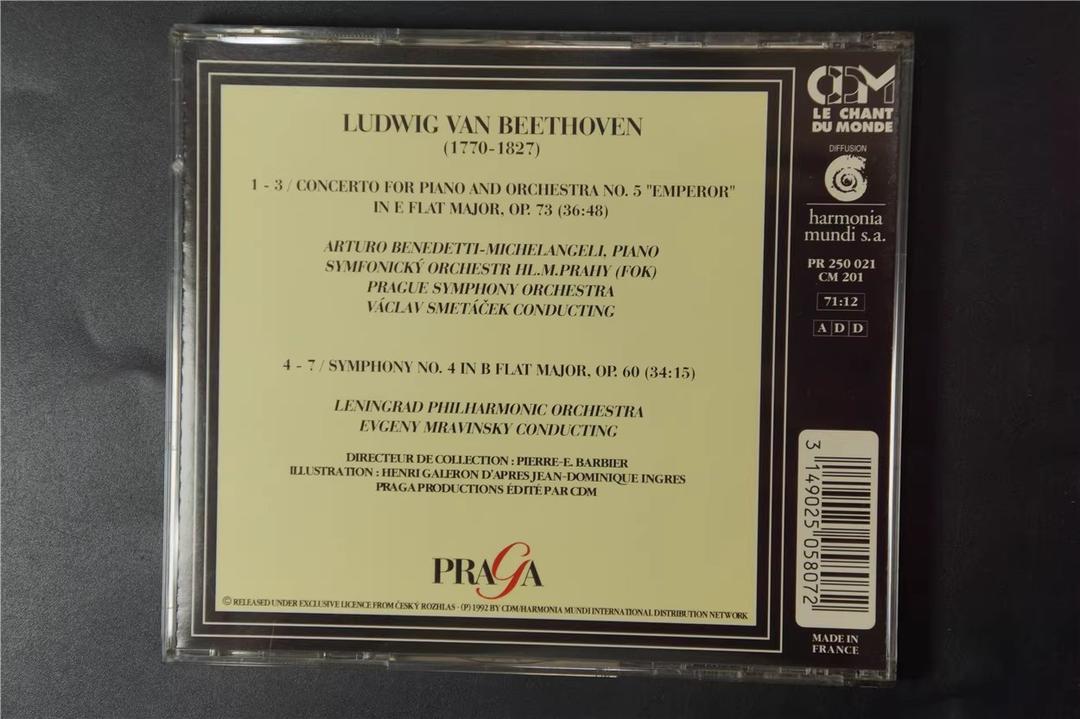 LUDWIG VAN BEETHOVEN
(1770-1827)
1 - 3 / CONCERTO FOR PIANO AND ORCHESTRA NO. 5 "EMPEROR"
IN E FLAT MAJOR, OP. 73 (36:48)
ARTURO BENEDETTI-MICHELANGELI, PIANO
SYMFONICKÝ ORCHESTR HL.M.PRAHY (FOK)
PRAGUE SYMPHONY ORCHESTRA
VÁCLAV SMETÁČEK CONDUCTING
4 - 7 / SYMPHONY NO. 4 IN B FLAT MAJOR, OP. 60 (34:15)
LENINGRAD PHILHARMONIC ORCHESTRA
EVGENY MRAVINSKY CONDUCTING
DIRECTEUR DE COLLECTION : PIERRE-E. BARBIER
ILLUSTRATION : HENRI GALERON D'APRES JEAN-DOMINIQUE INGRES
PRAGA PRODUCTIONS ÉDITÉ PAR CDM
PRAGA
© RELEASED UNDER EXCLUSIVE LICENCE FROM ČESKÝ ROZHLAS - (P) 1992 BY CDM/HARMONIA MUNDI INTERNATIONAL DISTRIBUTION NETWORK
CDM
LE CHANT
DU MONDE
DIFFUSION
harmonia
mundi s.a.
PR 250 021
CM 201
71:12
A D D
3 149025 058072
MADE IN
FRANCE